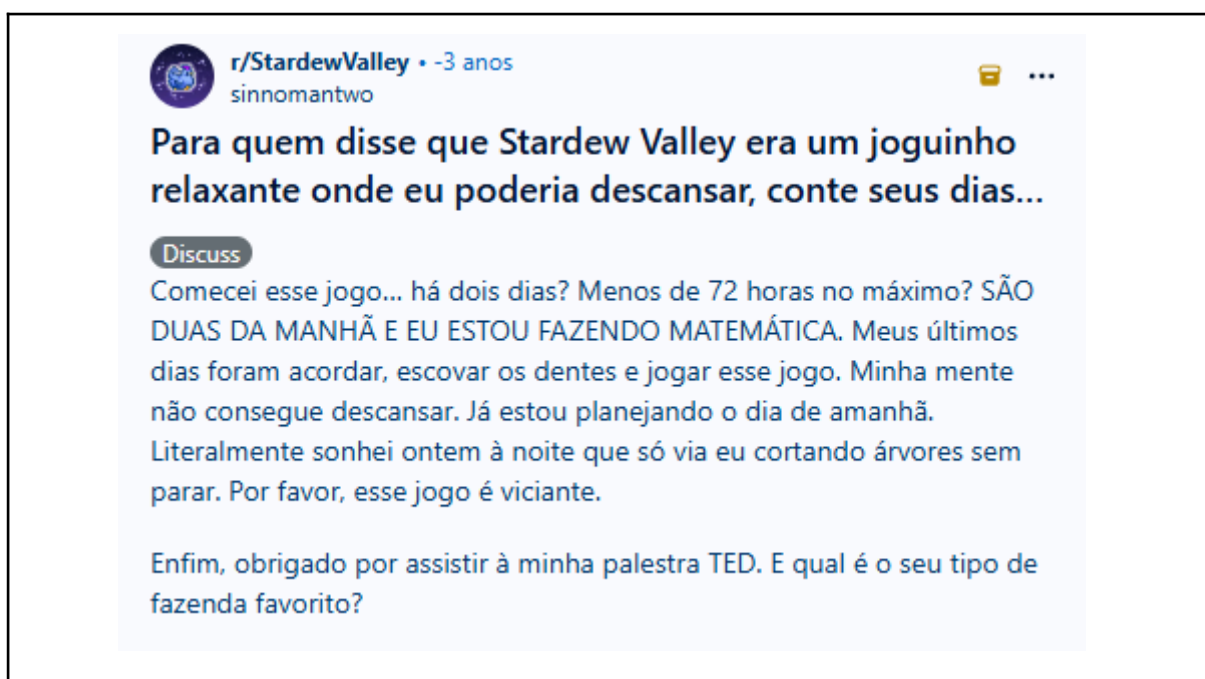 r/StardewValley • -3 anos
sinnomantwo
Para quem disse que Stardew Valley era um joguinho
relaxante onde eu poderia descansar, conte seus dias...
Discuss
Comecei esse jogo... há dois dias? Menos de 72 horas no máximo? SÃO
DUAS DA MANHÃ E EU ESTOU FAZENDO MATEMÁTICA. Meus últimos
dias foram acordar, escovar os dentes e jogar esse jogo. Minha mente
não consegue descansar. Já estou planejando o dia de amanhã.
Literalmente sonhei ontem à noite que só via eu cortando árvores sem
parar. Por favor, esse jogo é viciante.
Enfim, obrigado por assistir à minha palestra TED. E qual é o seu tipo de
fazenda favorito?